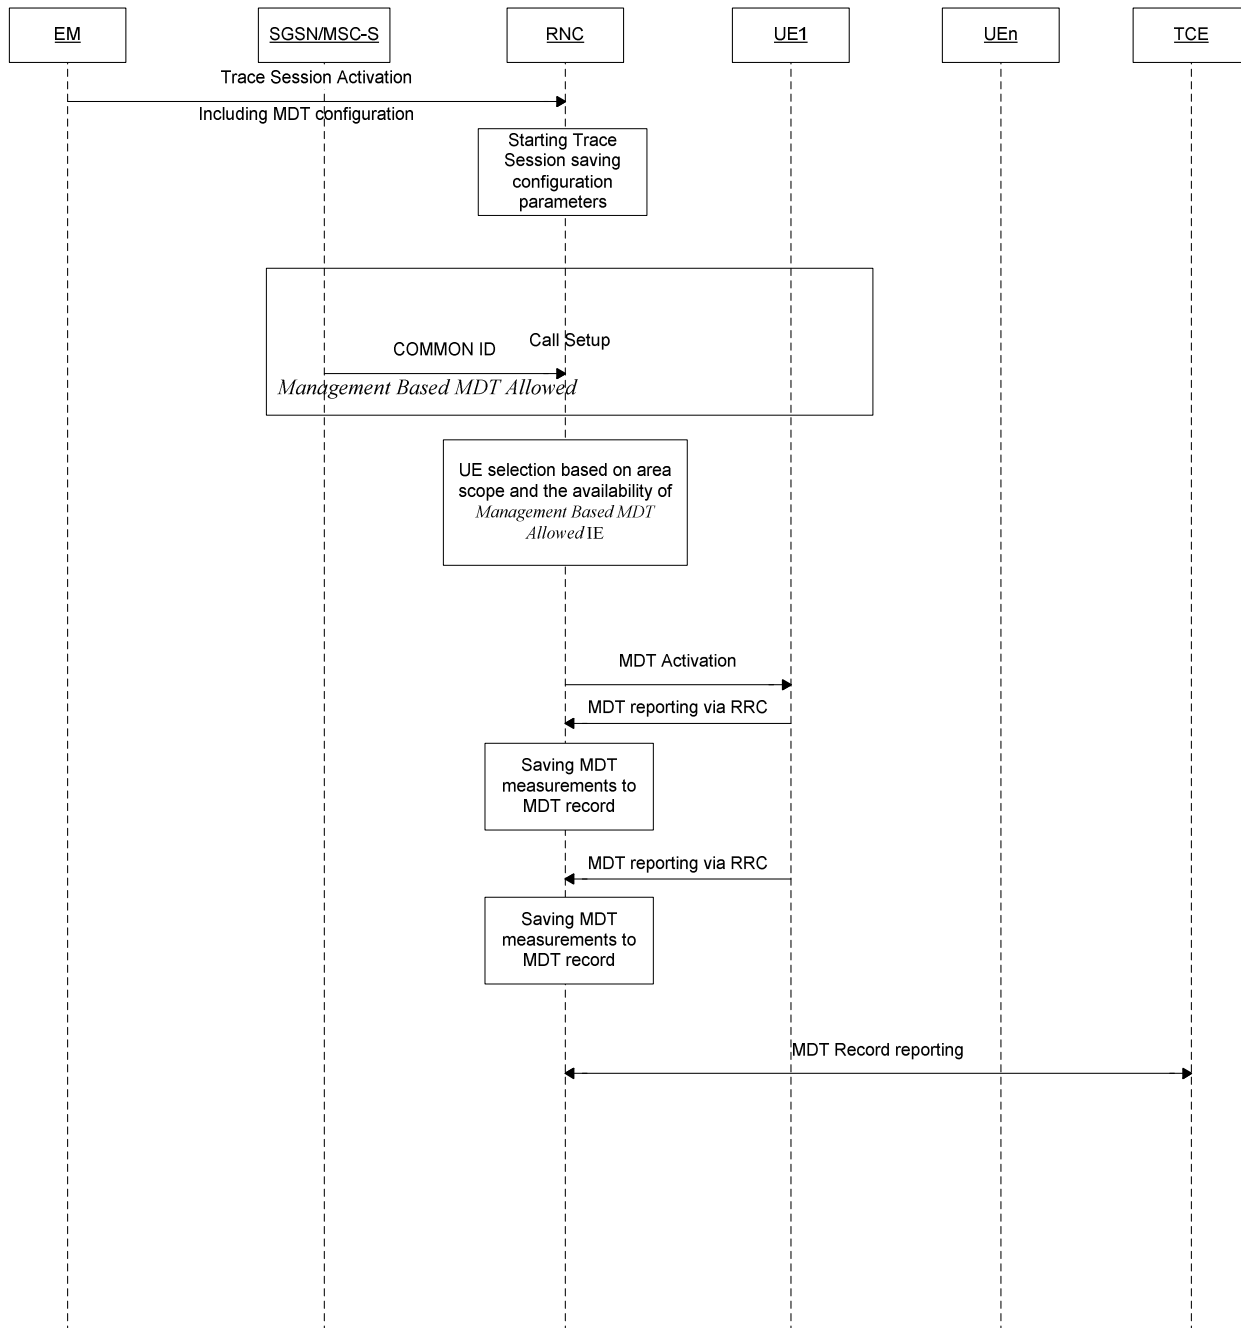 EM
SGSN/MSC-S
RNC
UE1
UEn
TCE
Trace Session Activation
Including MDT configuration
Starting Trace
Session saving
configuration
parameters
Call Setup
COMMON ID
Management Based MDT Allowed
UE selection based on area
scope and the availability of
Management Based MDT
Allowed IE
MDT Activation
MDT reporting via RRC
Saving MDT
measurements to
MDT record
MDT reporting via RRC
Saving MDT
measurements to
MDT record
MDT Record reporting